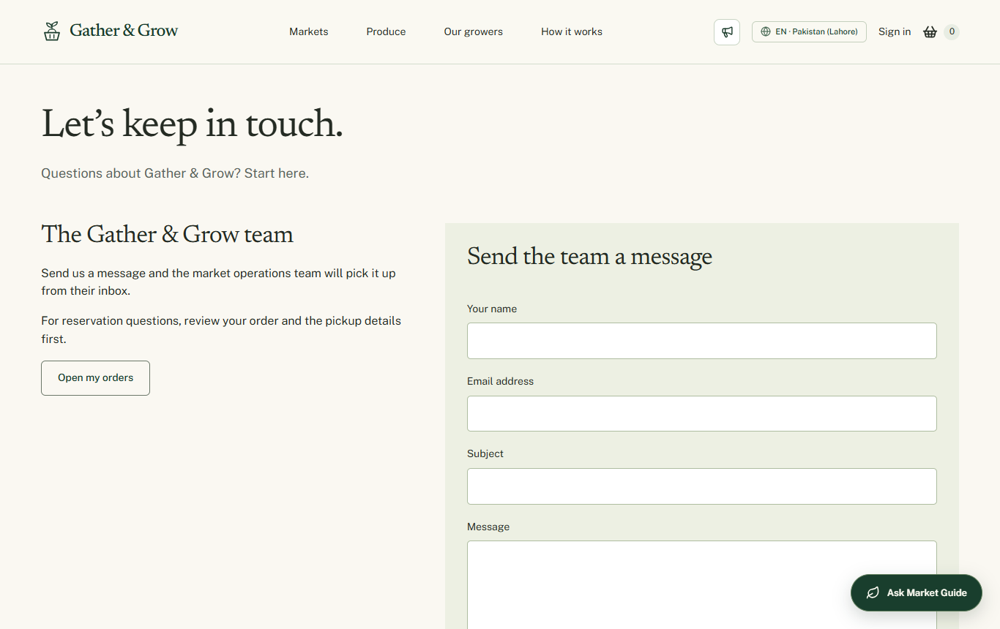 Gather & Grow
Markets
Produce
Our growers
How it works
EN · Pakistan (Lahore)
Sign in
0
Let’s keep in touch.
Questions about Gather & Grow? Start here.
The Gather & Grow team
Send us a message and the market operations team will pick it up
from their inbox.
For reservation questions, review your order and the pickup details
first.
Open my orders
Send the team a message
Your name
Email address
Subject
Message
Ask Market Guide